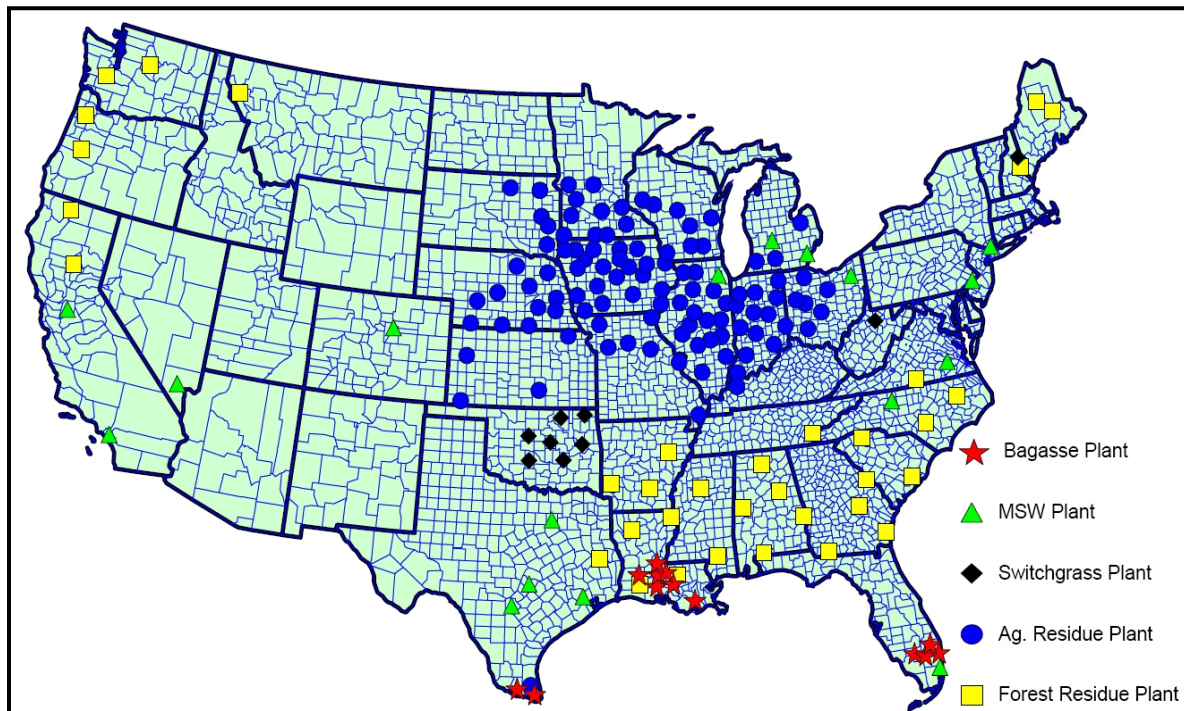 Bagasse Plant
MSW Plant
Switchgrass Plant
Ag. Residue Plant
Forest Residue Plant